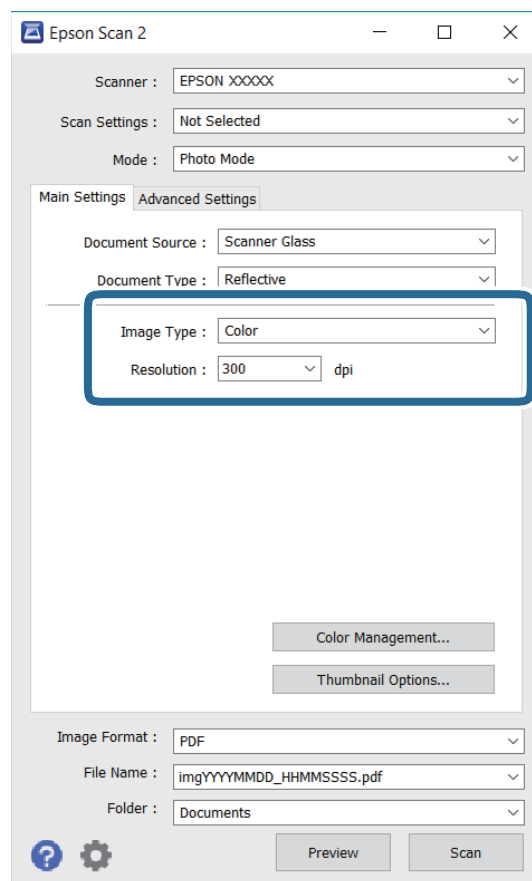 Epson Scan 2
Scanner : EPSON XXXXX
Scan Settings : Not Selected
Mode : Photo Mode
Main Settings Advanced Settings
Document Source : Scanner Glass
Document Type : Reflective
Image Type : Color
Resolution : 300 dpi
Color Management...
Thumbnail Options...
Image Format : PDF
File Name : imgYYYYMMDD_HHMMSSSS.pdf
Folder : Documents
? Preview Scan